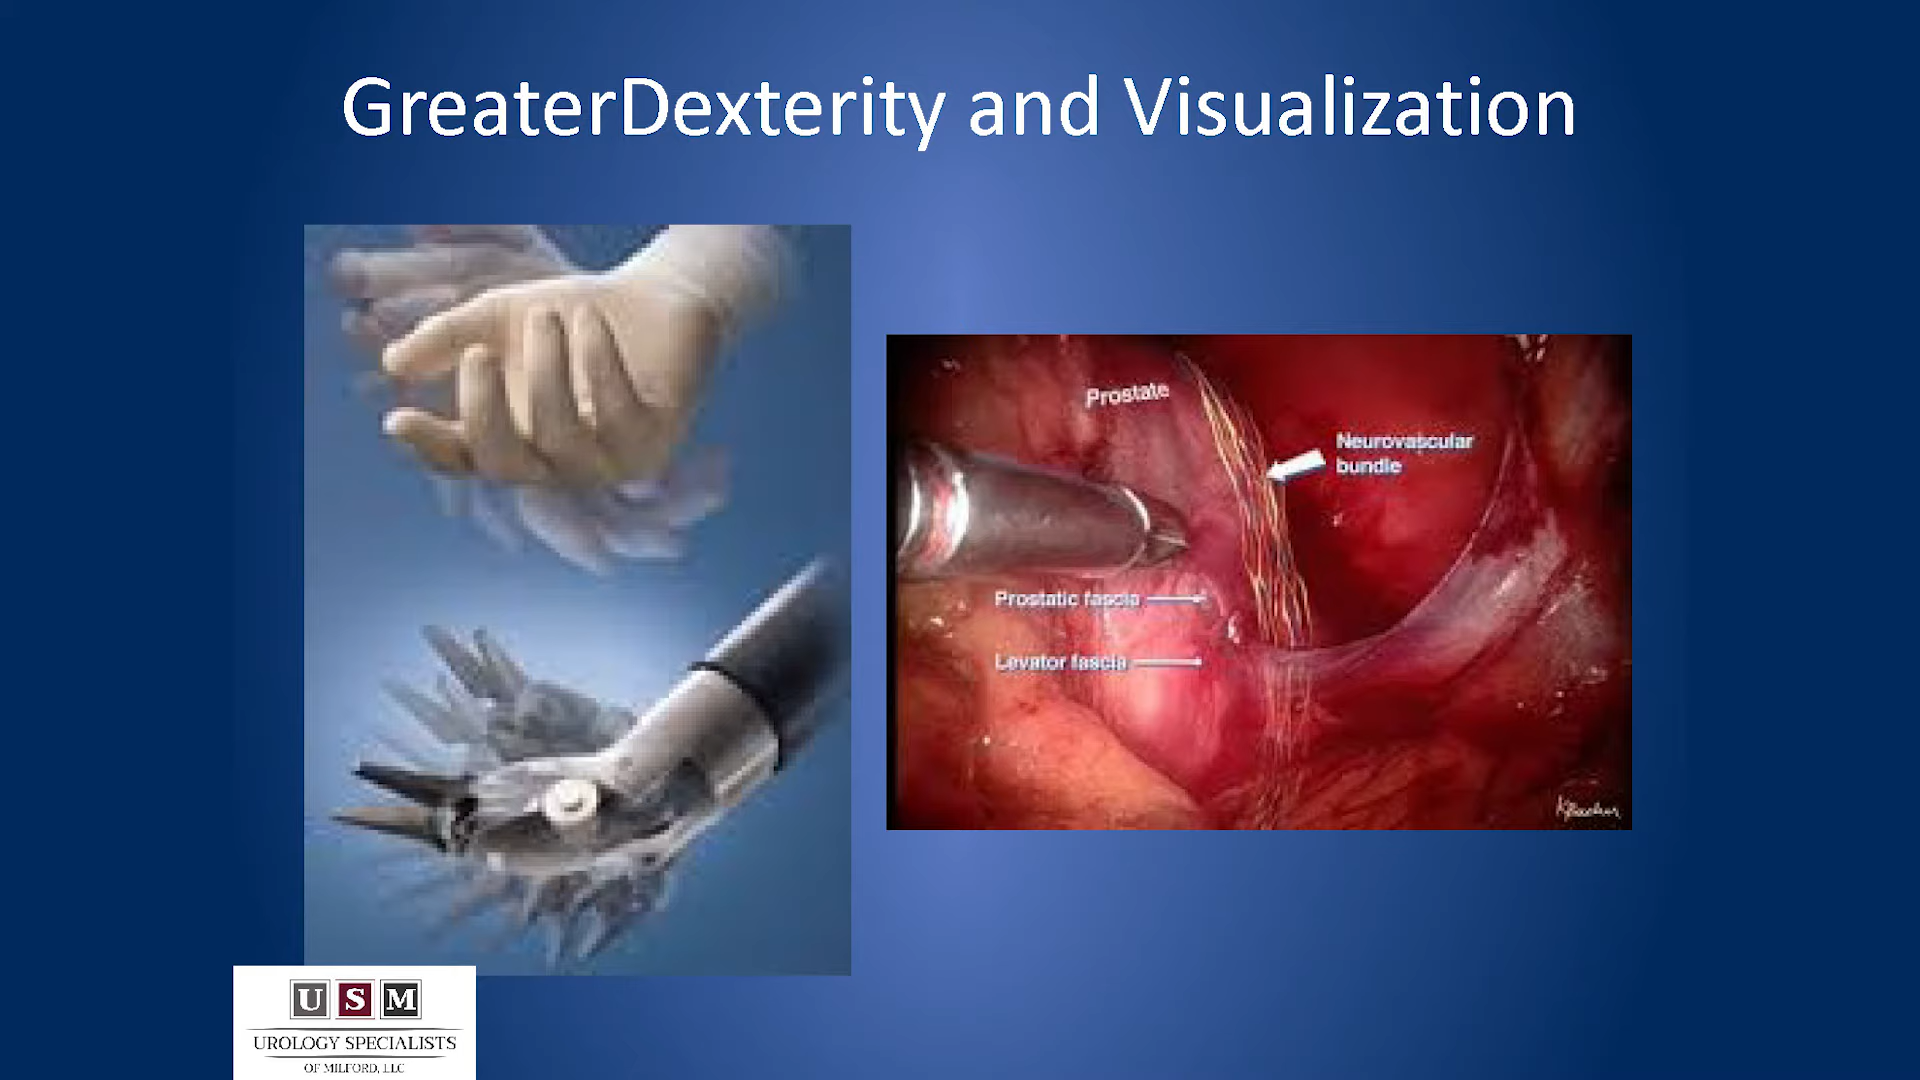 GreaterDexterity and Visualization
Prostate
Neurovascular
bundle
Prostatic fascia
Levator fascia
U S M
UROLOGY SPECIALISTS
OF MILFORD, LLC